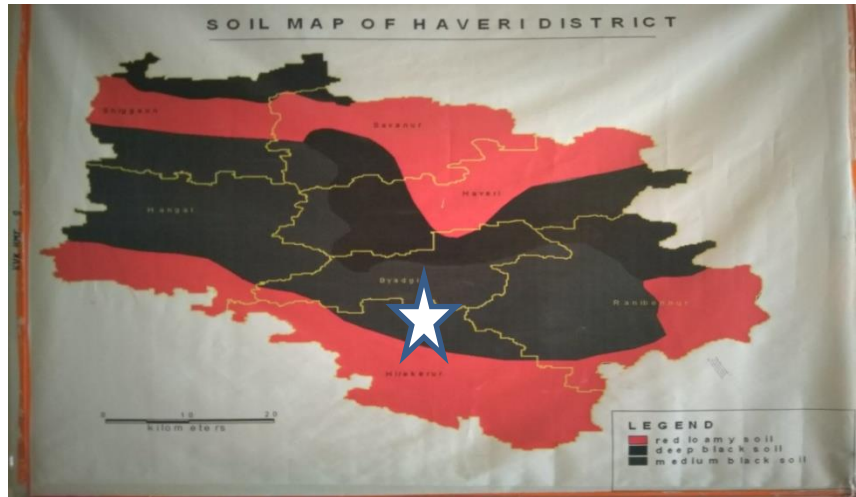 SOIL MAP OF HAVERI DISTRICT
Shiggaon
Savanur
Haveri
Hangal
Byadg
Ranibennur
Hirekerur
0 10 20
kilometers
LEGEND
red loamy soil
deep black soil
medium black soil